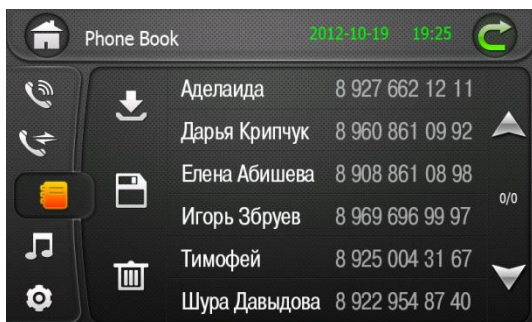 Phone Book 2012-10-19 19:25
Аделаида 8 927 662 12 11
Дарья Крипчук 8 960 861 09 92
Елена Абишева 8 908 861 08 98
0/0
Игорь Збруев 8 969 696 99 97
Тимофей 8 925 004 31 67
Шура Давыдова 8 922 954 87 40